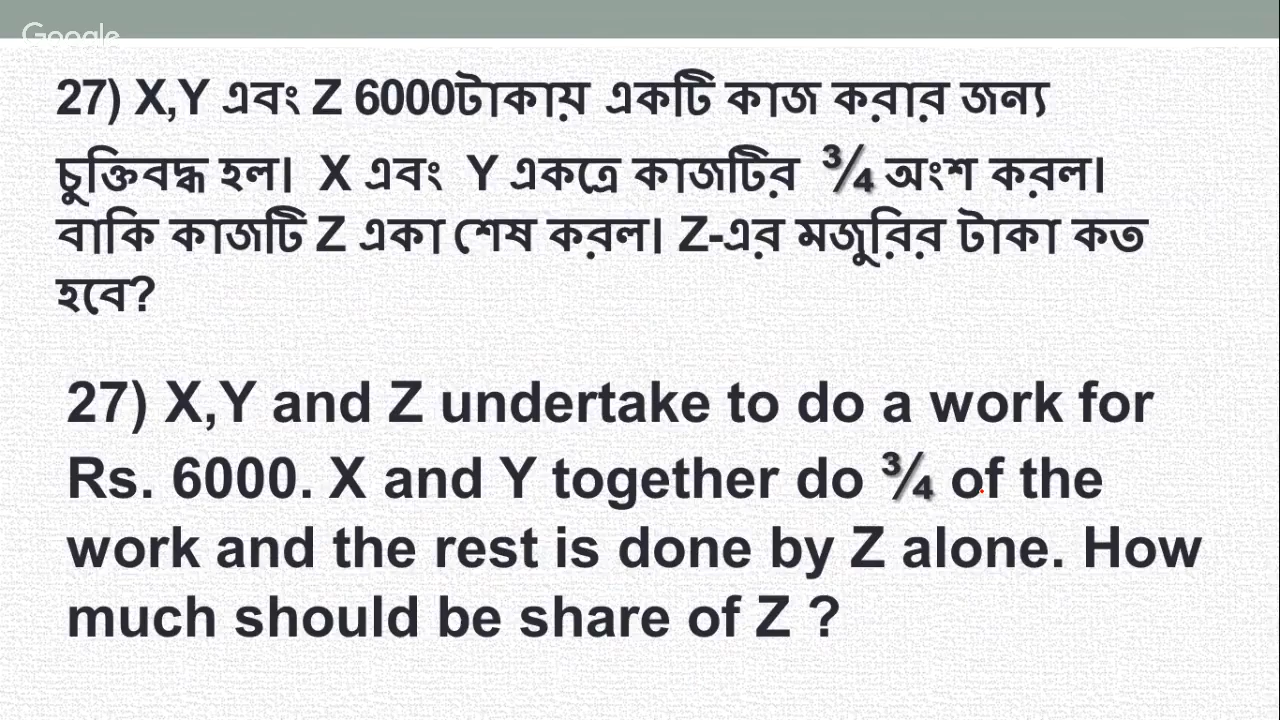 Google
27) X,Y এবং Z 6000টাকায় একটি কাজ করার জন্য
চুক্তিবদ্ধ হল। X এবং Y একত্রে কাজটির ¾ অংশ করল।
বাকি কাজটি Z একা শেষ করল। Z-এর মজুরির টাকা কত
হবে?
27) X,Y and Z undertake to do a work for
Rs. 6000. X and Y together do ¾ of the
work and the rest is done by Z alone. How
much should be share of Z ?